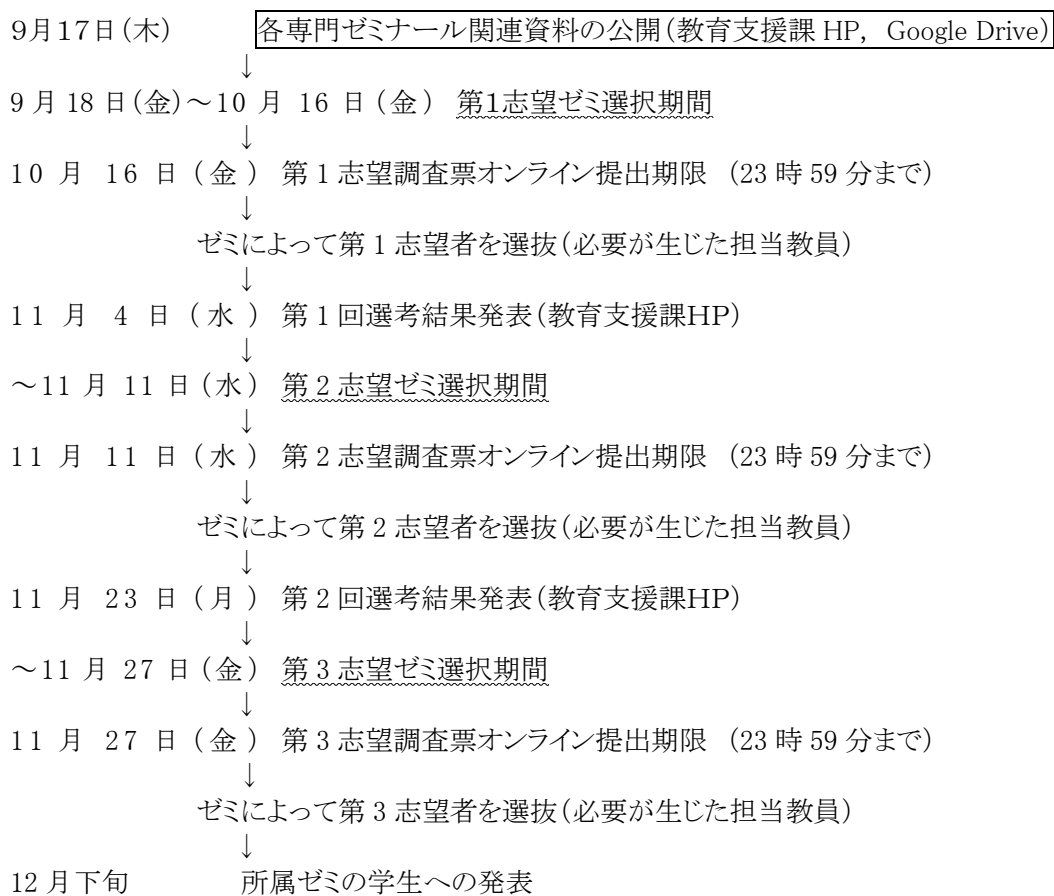 9月17日(木) 各専門ゼミナール関連資料の公開(教育支援課 HP, Google Drive)
↓
9月18日(金)～10月16日(金) 第1志望ゼミ選択期間
↓
10月16日(金) 第1志望調査票オンライン提出期限 (23時59分まで)
↓
ゼミによって第1志望者を選抜(必要が生じた担当教員)
↓
11月4日(水) 第1回選考結果発表(教育支援課HP)
↓
～11月11日(水) 第2志望ゼミ選択期間
↓
11月11日(水) 第2志望調査票オンライン提出期限 (23時59分まで)
↓
ゼミによって第2志望者を選抜(必要が生じた担当教員)
↓
11月23日(月) 第2回選考結果発表(教育支援課HP)
↓
～11月27日(金) 第3志望ゼミ選択期間
↓
11月27日(金) 第3志望調査票オンライン提出期限 (23時59分まで)
↓
ゼミによって第3志望者を選抜(必要が生じた担当教員)
↓
12月下旬 所属ゼミの学生への発表